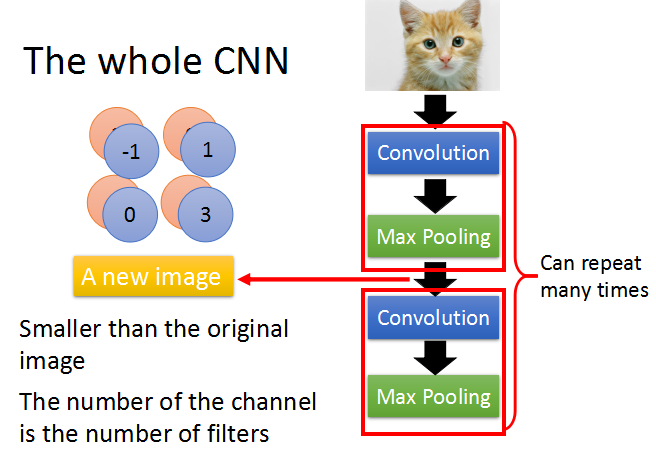 The whole CNN
-1
1
0
3
A new image
Smaller than the original
image
The number of the channel
is the number of filters
Convolution
Max Pooling
Convolution
Max Pooling
Can repeat
many times